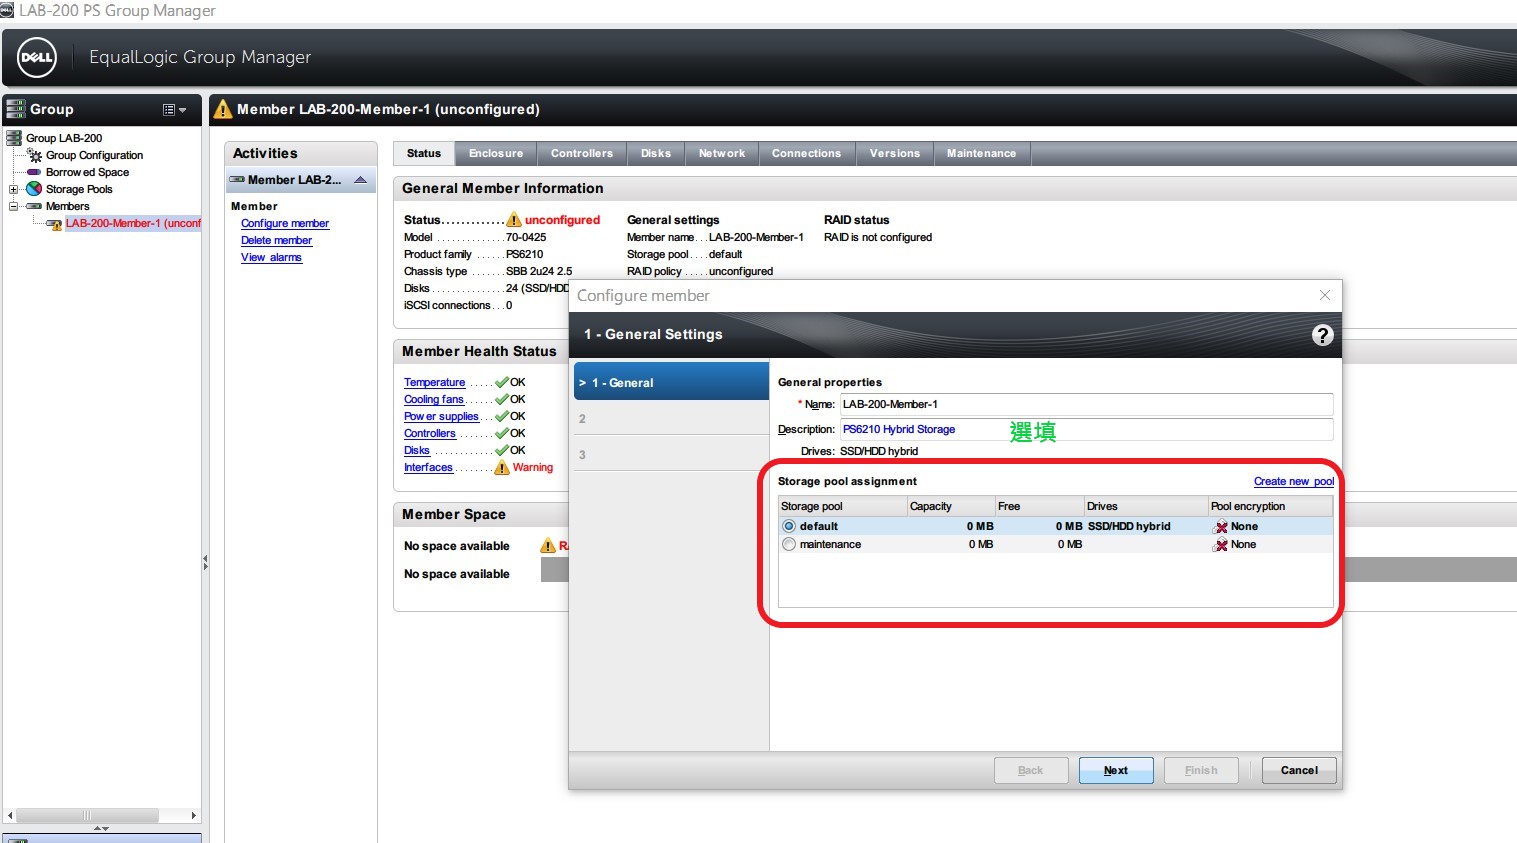 LAB-200 PS Group Manager
DELL EqualLogic Group Manager
Group
Group LAB-200
Group Configuration
Borrowed Space
Storage Pools
Members
LAB-200-Member-1 (unconf
Member LAB-200-Member-1 (unconfigured)
Activities
Member LAB-2...
Member
Configure member
Delete member
View alarms
Status Enclosure Controllers Disks Network Connections Versions Maintenance
General Member Information
Status............ unconfigured General settings RAID status
Model ............ 70-0425 Member name... LAB-200-Member-1 RAID is not configured
Product family ...... PS6210 Storage pool .... default
Chassis type ....... SBB 2u24 2.5 RAID policy ..... unconfigured
Disks ............. 24 (SSD/HDD
iSCSI connections... 0
Member Health Status
Temperature ..... OK
Cooling fans..... OK
Power supplies... OK
Controllers ...... OK
Disks ........... OK
Interfaces ....... Warning
Member Space
No space available R
No space available
Configure member
1 - General Settings ?
> 1 - General
2
3
General properties
* Name: LAB-200-Member-1
Description: PS6210 Hybrid Storage 選填
Drives: SSD/HDD hybrid
Storage pool assignment Create new pool
Storage pool Capacity Free Drives Pool encryption
default 0 MB 0 MB SSD/HDD hybrid None
maintenance 0 MB 0 MB None
Back Next Finish Cancel